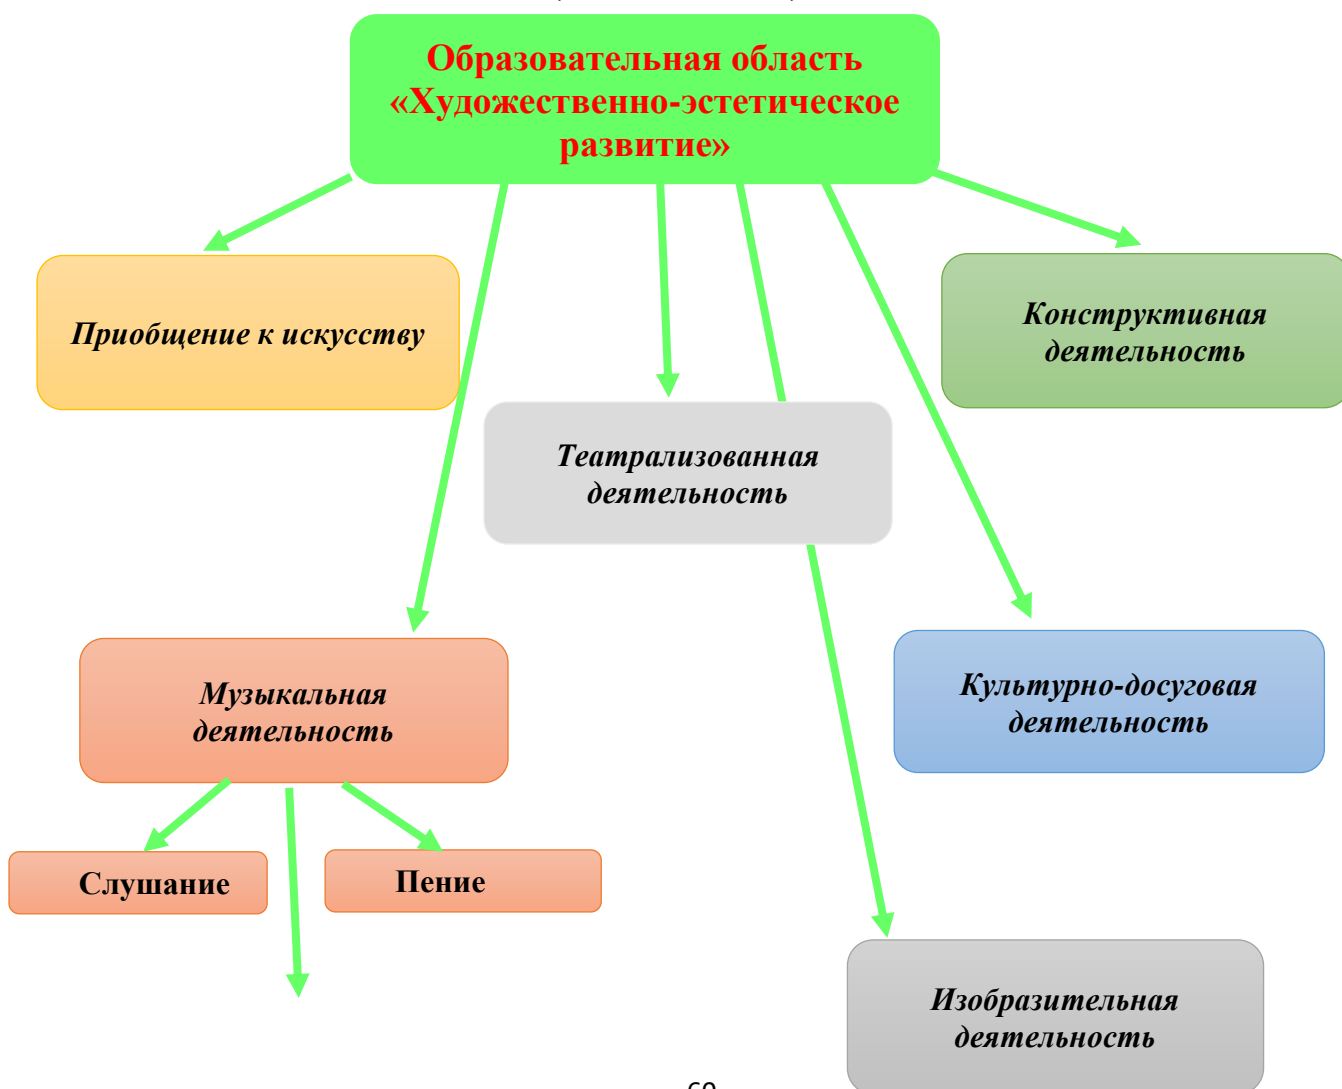 Образовательная область
«Художественно-эстетическое
развитие»
Приобщение к искусству
Конструктивная
деятельность
Театрализованная
деятельность
Музыкальная
деятельность
Культурно-досуговая
деятельность
Слушание
Пение
Изобразительная
деятельность